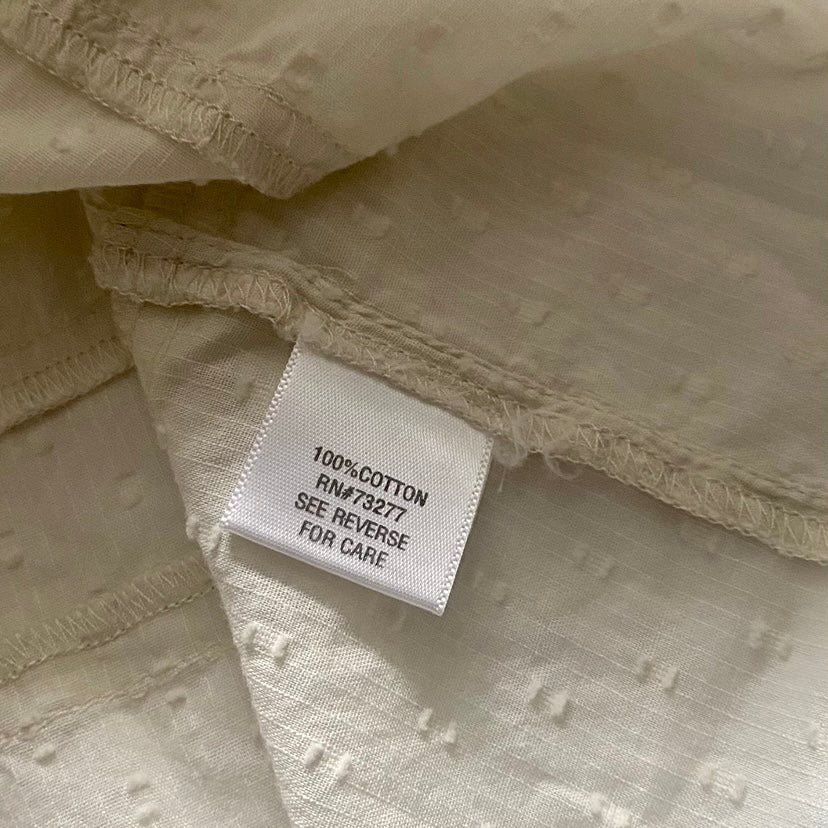 100%COTTON
RN#73277
SEE REVERSE
FOR CARE